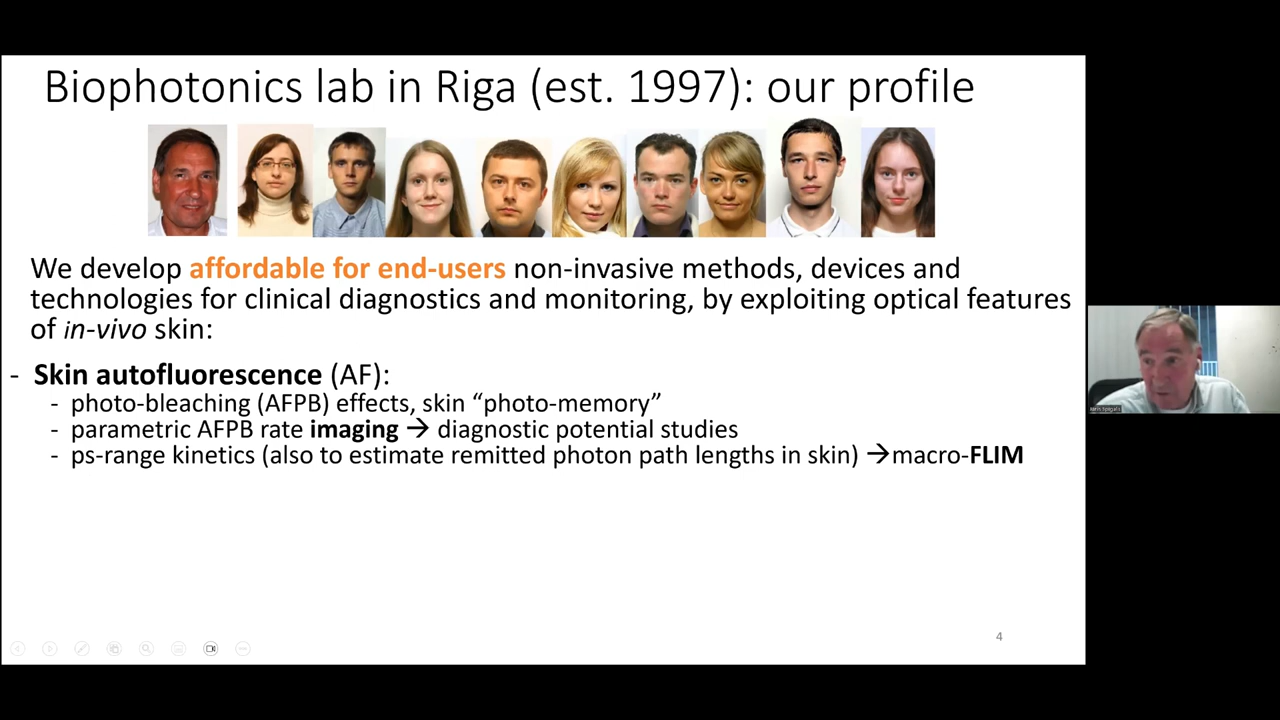 Biophotonics lab in Riga (est. 1997): our profile
We develop affordable for end-users non-invasive methods, devices and
technologies for clinical diagnostics and monitoring, by exploiting optical features
of in-vivo skin:
- Skin autofluorescence (AF):
- photo-bleaching (AFPB) effects, skin “photo-memory”
- parametric AFPB rate imaging → diagnostic potential studies
- ps-range kinetics (also to estimate remitted photon path lengths in skin) →macro-FLIM
4